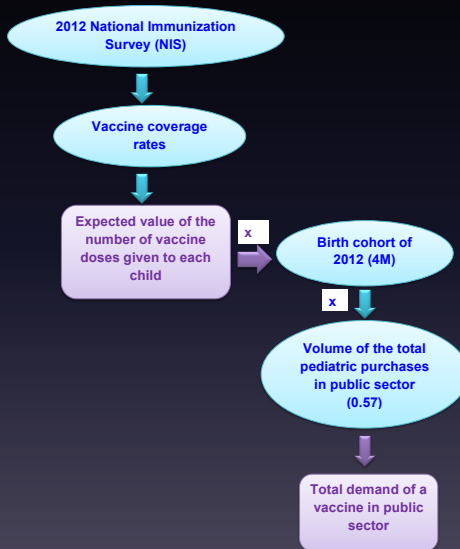 2012 National Immunization
Survey (NIS)
Vaccine coverage
rates
Expected value of the
number of vaccine
doses given to each
child
x
Birth cohort of
2012 (4M)
x
Volume of the total
pediatric purchases
in public sector
(0.57)
Total demand of a
vaccine in public
sector